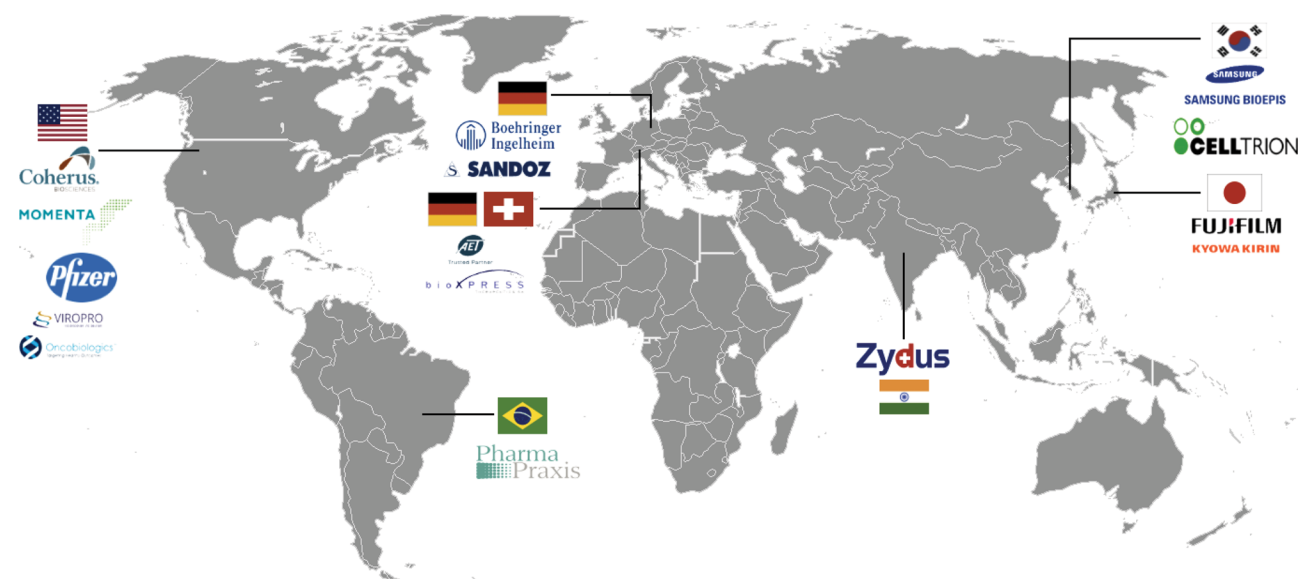 Coherus.
BIOSCIENCES
MOMENTA
Pfizer
VIROPRO
Oncobiologics
Boehringer
Ingelheim
S SANDOZ
AET
Trusted Partner
bioXPRESS
Pharma
Praxis
Zydus
SAMSUNG
SAMSUNG BIOEPIS
CELLTRION
FUJIFILM
KYOWA KIRIN